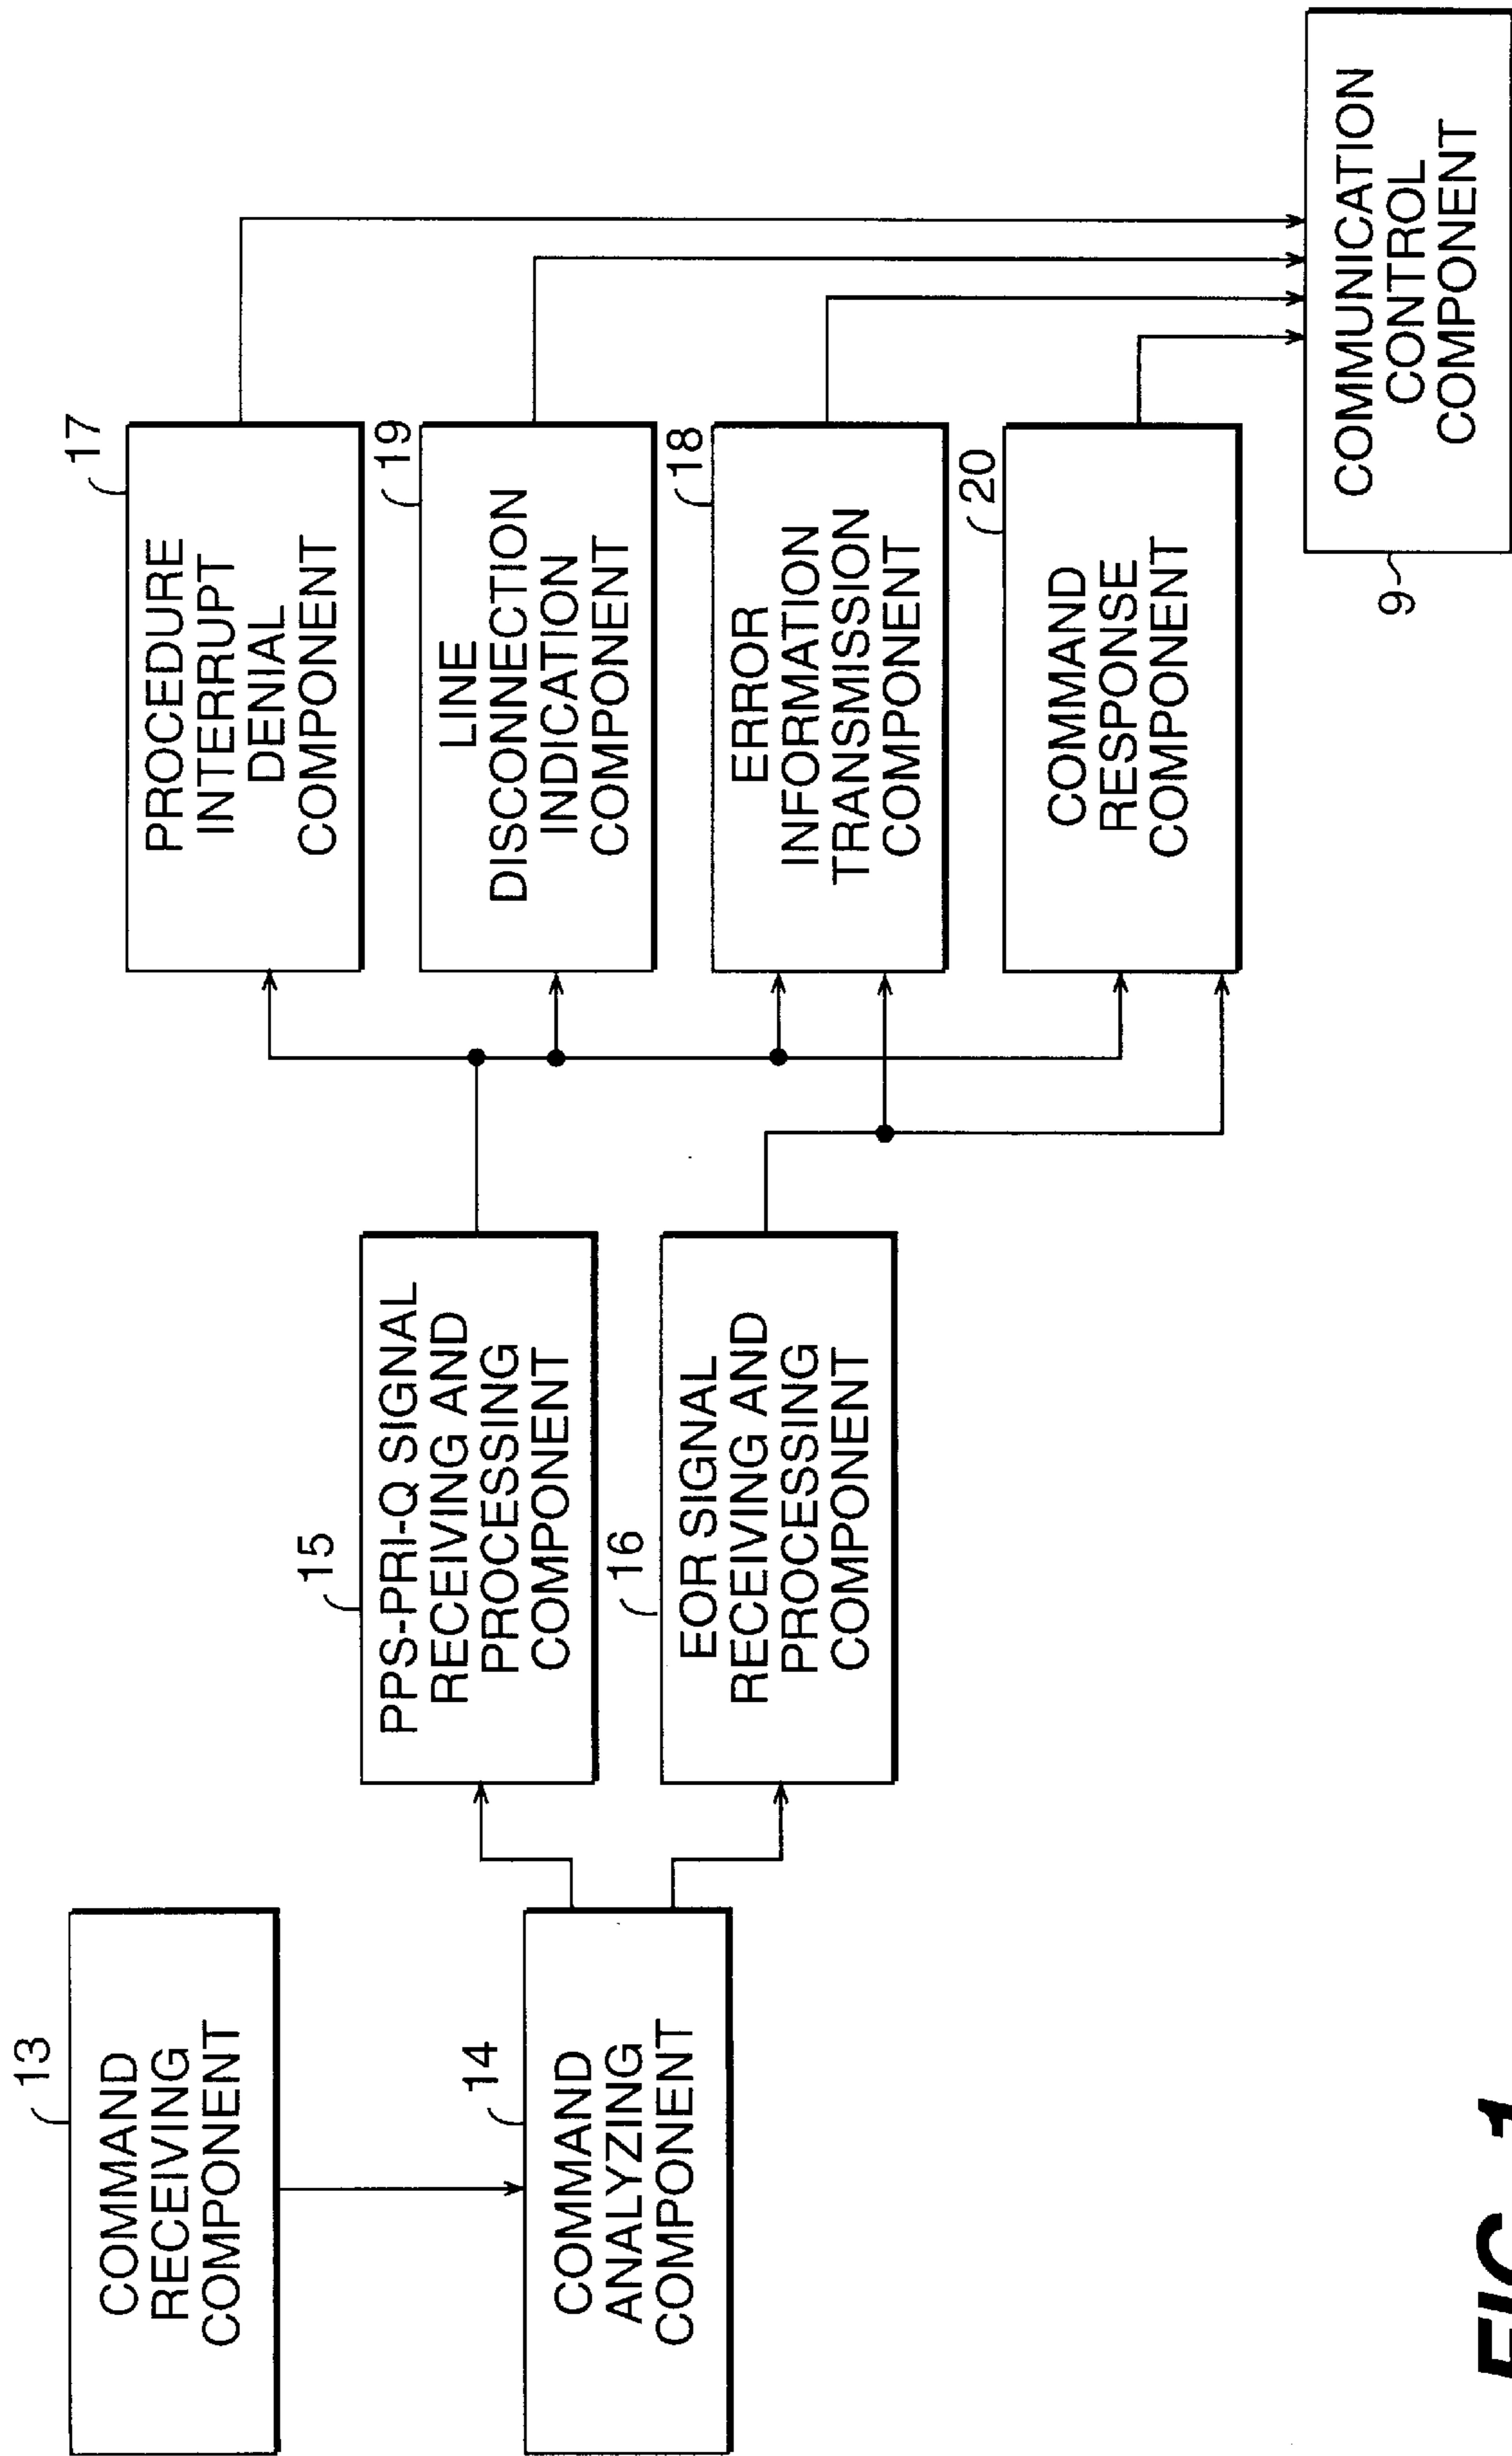 13
COMMAND
RECEIVING
COMPONENT
14
COMMAND
ANALYZING
COMPONENT
15
PPS-PRI-Q SIGNAL
RECEIVING AND
PROCESSING
COMPONENT
16
EOR SIGNAL
RECEIVING AND
PROCESSING
COMPONENT
17
PROCEDURE
INTERRUPT
DENIAL
COMPONENT
19
LINE
DISCONNECTION
INDICATION
COMPONENT
18
ERROR
INFORMATION
TRANSMISSION
COMPONENT
20
COMMAND
RESPONSE
COMPONENT
9
COMMUNICATION
CONTROL
COMPONENT
FIG. 1